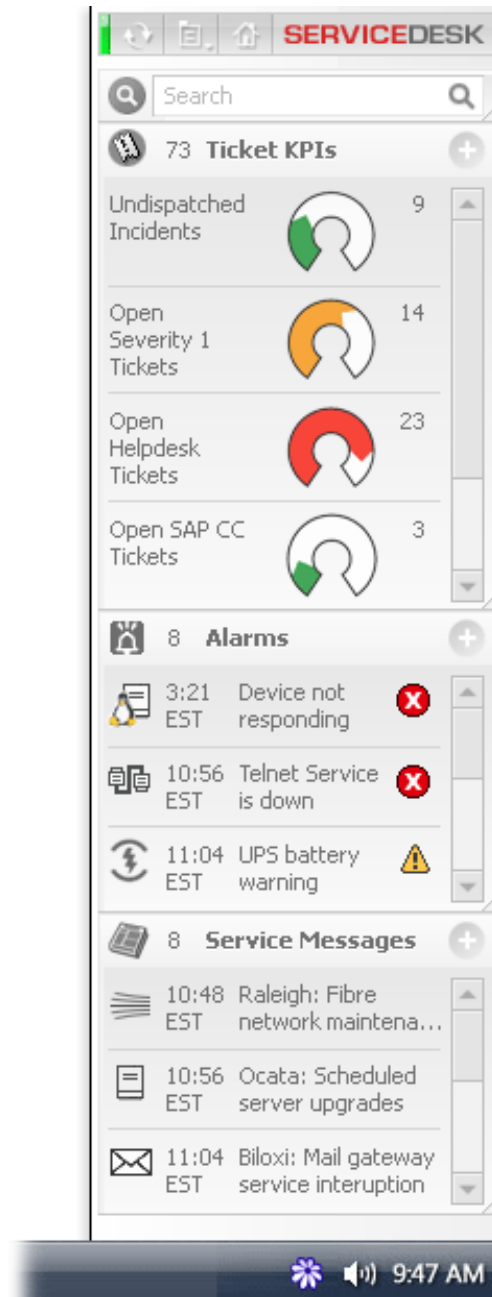 SERVICEDESK
Search
73 Ticket KPIs
Undispatched
Incidents
9
Open
Severity 1
Tickets
14
Open
Helpdesk
Tickets
23
Open SAP CC
Tickets
3
8 Alarms
3:21
EST
Device not
responding
10:56
EST
Telnet Service
is down
11:04
EST
UPS battery
warning
8 Service Messages
10:48
EST
Raleigh: Fibre
network maintena...
10:56
EST
Ocata: Scheduled
server upgrades
11:04
EST
Biloxi: Mail gateway
service interuption
9:47 AM